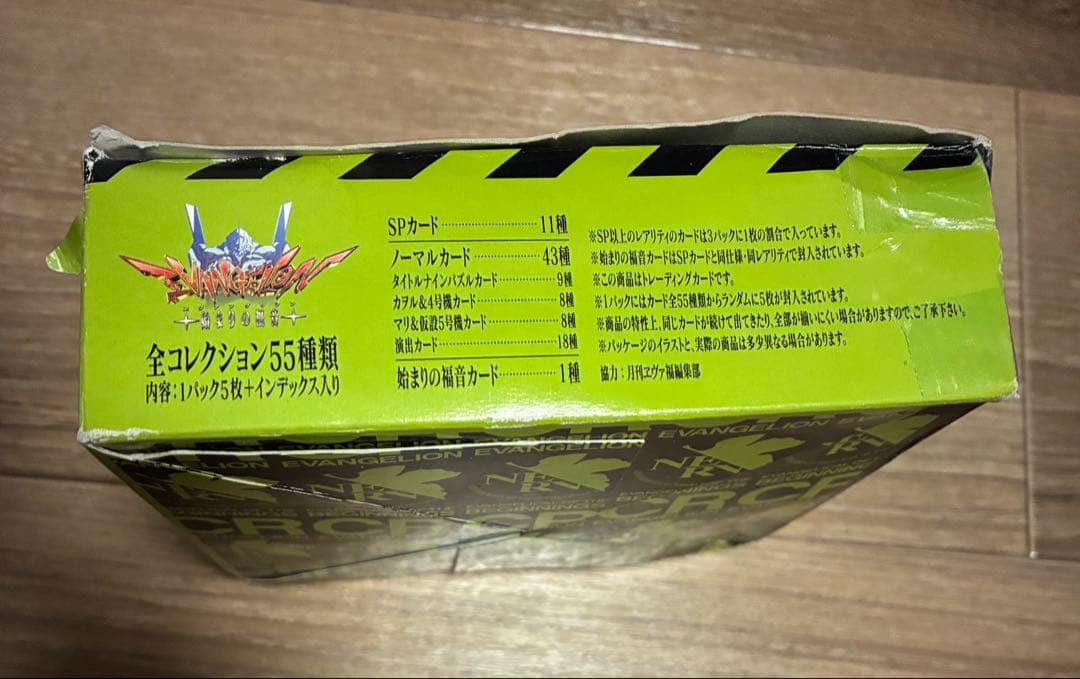 EVANGELION
始まりの福音
全コレクション55種類
内容:1パック5枚+インデックス入り
SPカード 11種
ノーマルカード 43種
タイトルナインパズルカード 9種
カヲル&4号機カード 8種
マリ&仮設5号機カード 8種
演出カード 18種
始まりの福音カード 1種
※SP以上のレアリティのカードは3パックに1枚の割合で入っています。
※始まりの福音カードはSPカードと同仕様・同レアリティで封入されています。
※この商品はトレーディングカードです。
※1パックにはカード全55種類からランダムに5枚が封入されています。
※商品の特性上、同じカードが続けて出てきたり、全部が揃いにくい場合がありますので、ご了承下さい。
※パッケージのイラストと、実際の商品は多少異なる場合があります。
協力:月刊エヴァ福編集部
EVANGELION EVANGELION EVANGELION
BEGINNINGS